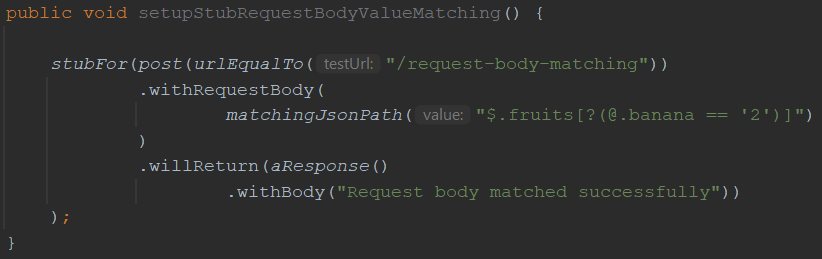 public void setupStubRequestBodyValueMatching() {
stubFor(post(urlEqualTo( testUrl: "/request-body-matching"))
.withRequestBody(
matchingJsonPath( value: "$.fruits[?(@.banana == '2')]")
)
.willReturn(aResponse()
.withBody("Request body matched successfully"))
);
}